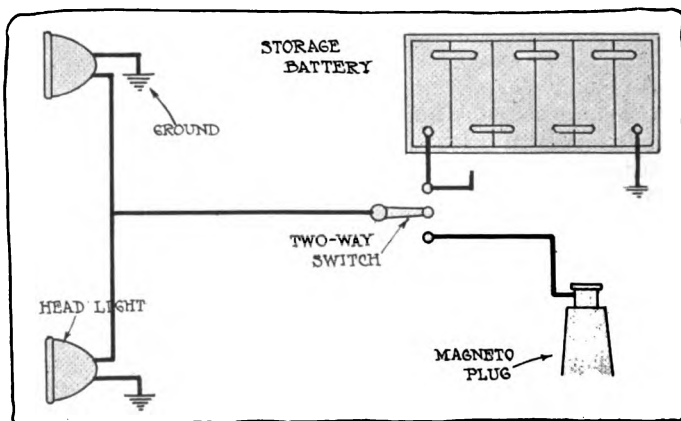 STORAGE
BATTERY
GROUND
TWO-WAY
SWITCH
HEAD LIGHT
MAGNETO
PLUG